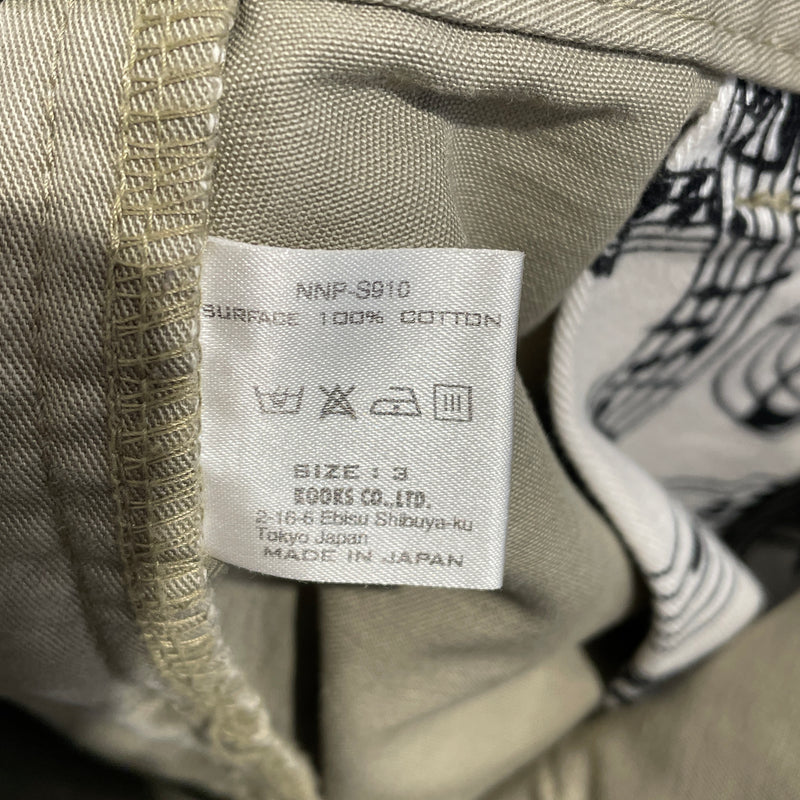 NNP-S910
SURFACE 100% COTTON
SIZE : 3
KOOKS CO.,LTD.
2-16-6 Ebisu Shibuya-ku
Tokyo Japan
MADE IN JAPAN